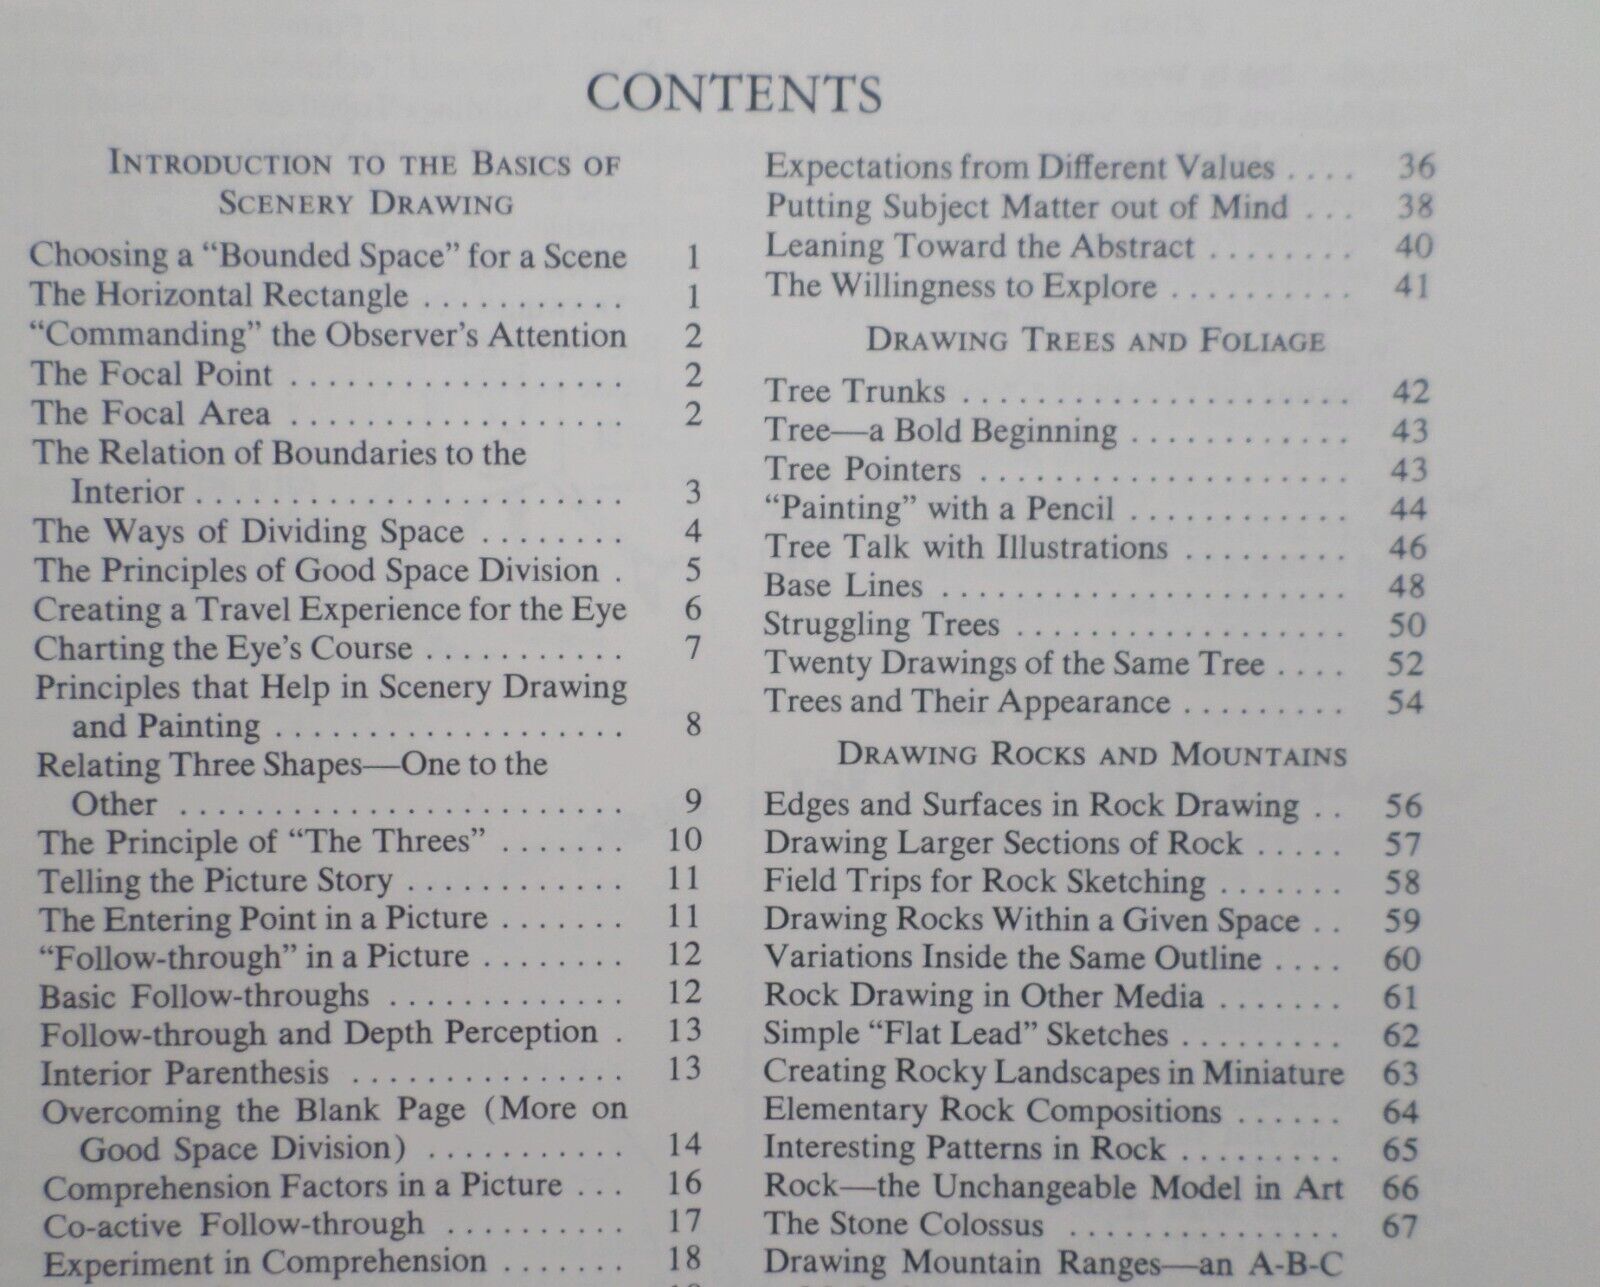 CONTENTS
INTRODUCTION TO THE BASICS OF
SCENERY DRAWING
Choosing a “Bounded Space” for a Scene 1
The Horizontal Rectangle . . . . . . . . . . . 1
“Commanding” the Observer’s Attention 2
The Focal Point . . . . . . . . . . . . . . . . . . 2
The Focal Area . . . . . . . . . . . . . . . . . . 2
The Relation of Boundaries to the
Interior . . . . . . . . . . . . . . . . . . . . . . . 3
The Ways of Dividing Space . . . . . . . . 4
The Principles of Good Space Division . 5
Creating a Travel Experience for the Eye 6
Charting the Eye’s Course . . . . . . . . . . . 7
Principles that Help in Scenery Drawing
and Painting . . . . . . . . . . . . . . . . . . . 8
Relating Three Shapes—One to the
Other . . . . . . . . . . . . . . . . . . . . . . . . 9
The Principle of “The Threes” . . . . . . . 10
Telling the Picture Story . . . . . . . . . . . . 11
The Entering Point in a Picture . . . . . . . 11
“Follow-through” in a Picture . . . . . . . . 12
Basic Follow-throughs . . . . . . . . . . . . . 12
Follow-through and Depth Perception . 13
Interior Parenthesis . . . . . . . . . . . . . . . 13
Overcoming the Blank Page (More on
Good Space Division) . . . . . . . . . . . 14
Comprehension Factors in a Picture . . . 16
Co-active Follow-through . . . . . . . . . . 17
Experiment in Comprehension . . . . . . . 18
Expectations from Different Values . . . . 36
Putting Subject Matter out of Mind . . . 38
Leaning Toward the Abstract . . . . . . . . 40
The Willingness to Explore . . . . . . . . . . 41
DRAWING TREES AND FOLIAGE
Tree Trunks . . . . . . . . . . . . . . . . . . . . . 42
Tree—a Bold Beginning . . . . . . . . . . . . 43
Tree Pointers . . . . . . . . . . . . . . . . . . . . 43
“Painting” with a Pencil . . . . . . . . . . . . 44
Tree Talk with Illustrations . . . . . . . . . 46
Base Lines . . . . . . . . . . . . . . . . . . . . . . 48
Struggling Trees . . . . . . . . . . . . . . . . . . 50
Twenty Drawings of the Same Tree . . . . 52
Trees and Their Appearance . . . . . . . . . 54
DRAWING ROCKS AND MOUNTAINS
Edges and Surfaces in Rock Drawing . . 56
Drawing Larger Sections of Rock . . . . . 57
Field Trips for Rock Sketching . . . . . . . 58
Drawing Rocks Within a Given Space . . 59
Variations Inside the Same Outline . . . . 60
Rock Drawing in Other Media . . . . . . . 61
Simple “Flat Lead” Sketches . . . . . . . . . 62
Creating Rocky Landscapes in Miniature 63
Elementary Rock Compositions . . . . . . 64
Interesting Patterns in Rock . . . . . . . . . 65
Rock—the Unchangeable Model in Art 66
The Stone Colossus . . . . . . . . . . . . . . . 67
Drawing Mountain Ranges—an A-B-C